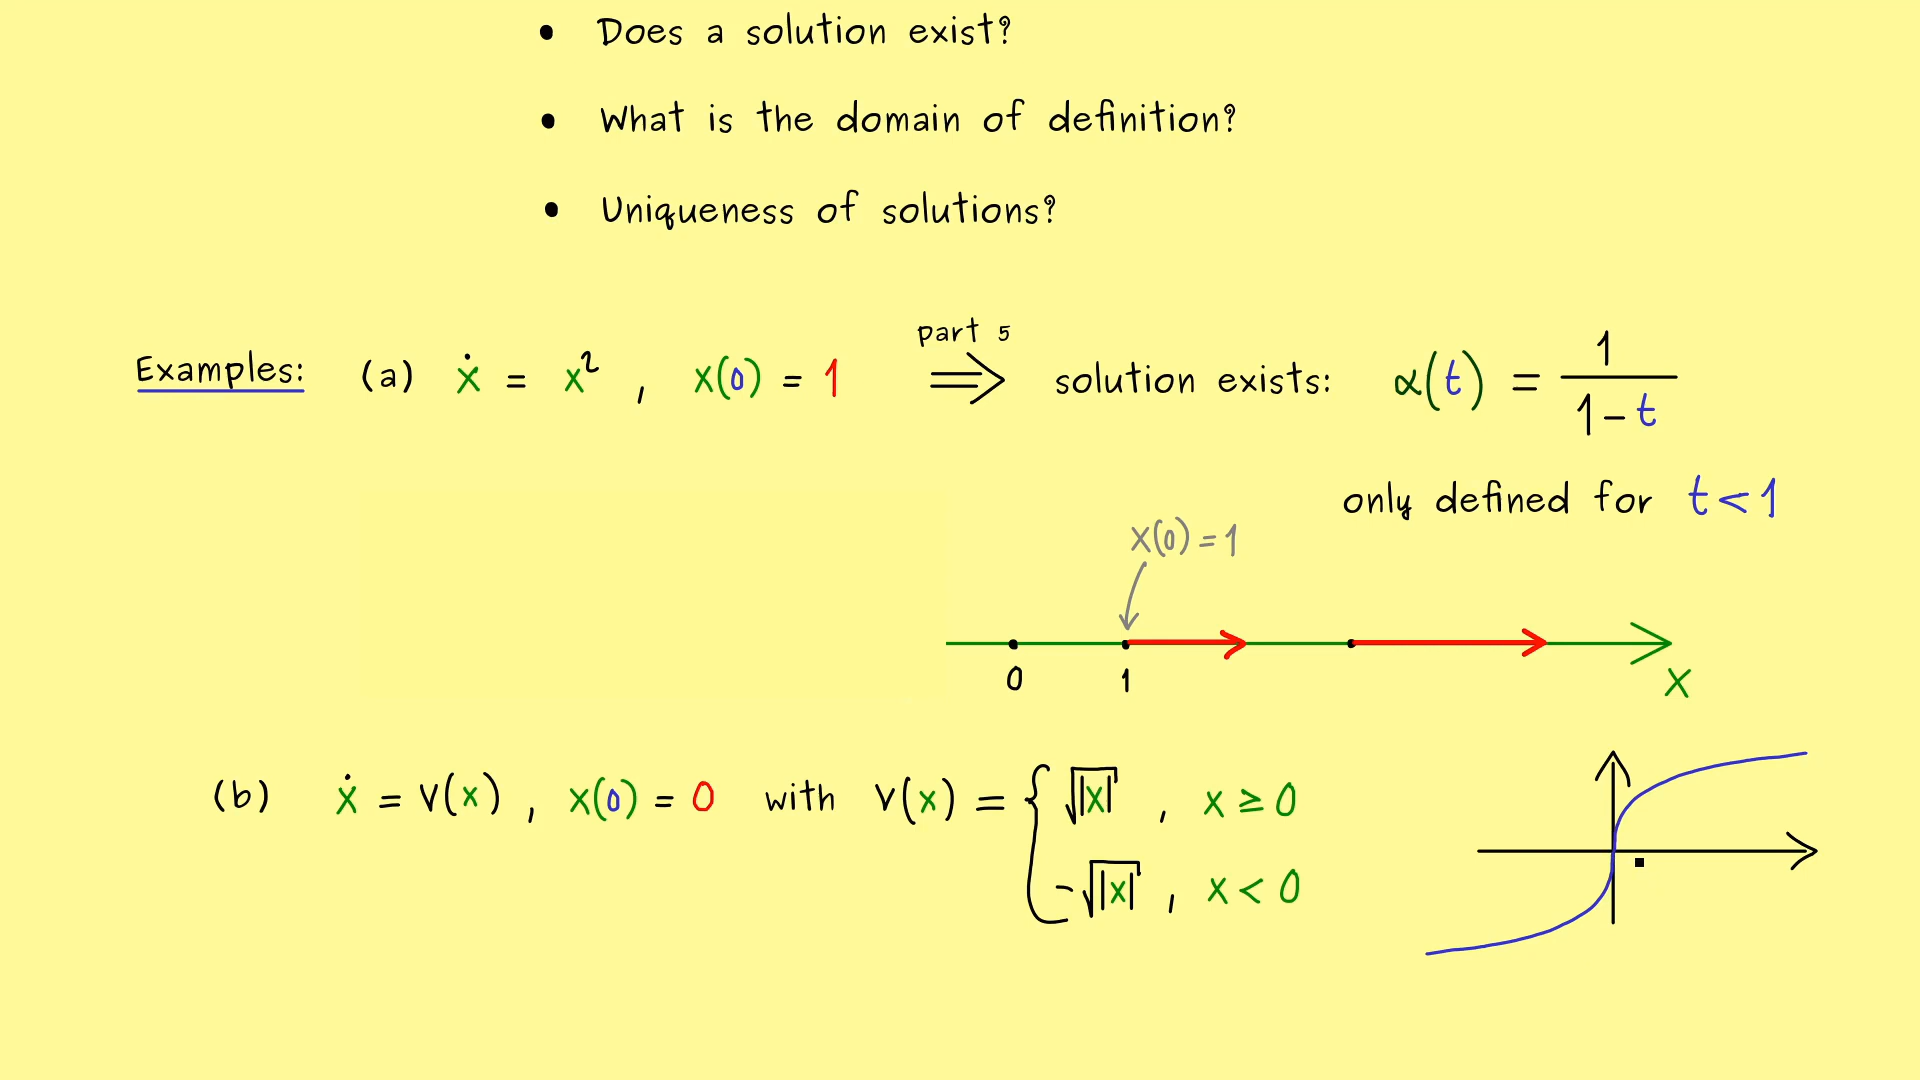 • Does a solution exist?
• What is the domain of definition?
• Uniqueness of solutions?
part 5
Examples: (a) ẋ = x² , x(0) = 1 ⟹ solution exists: α(t) = 1/(1-t)
only defined for t < 1
x(0) = 1
0 1 x
(b) ẋ = v(x) , x(0) = 0 with v(x) = { √|x| , x ≥ 0
-√|x| , x < 0